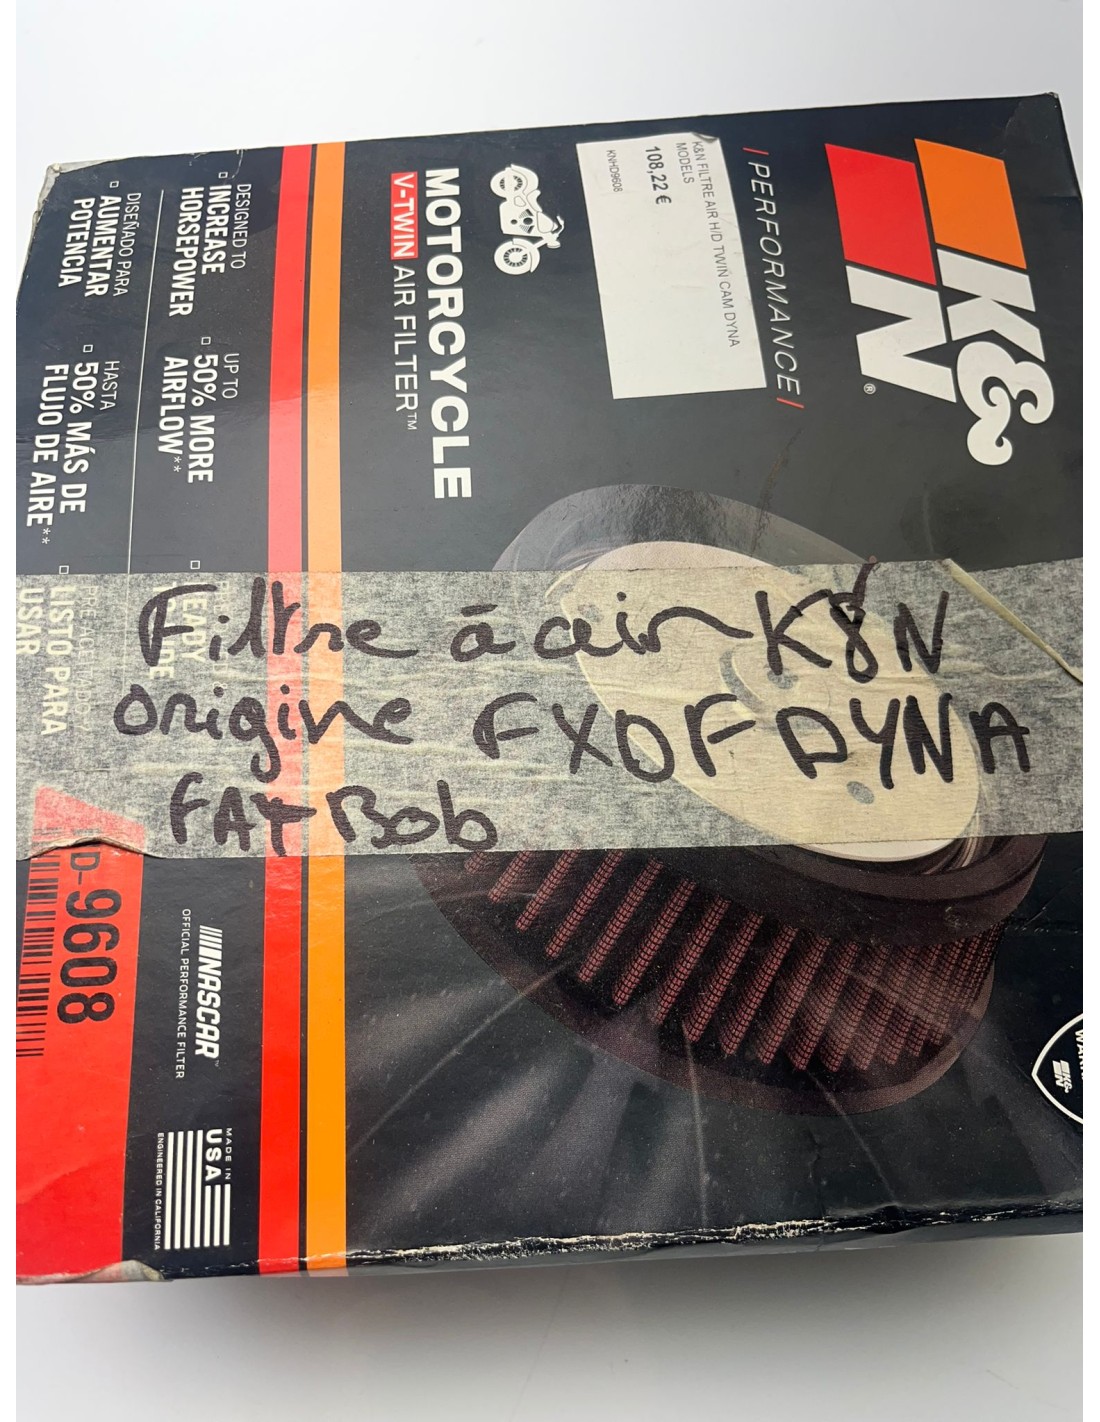 K&N®
/PERFORMANCE/
K&N FILTRE AIR H/D TWIN CAM DYNA
MODELS
108,22 €
KNHD9608
MOTORCYCLE
V-TWIN AIR FILTER™
DESIGNED TO
INCREASE
HORSEPOWER
UP TO
50% MORE
AIRFLOW**
DISEÑADO PARA
AUMENTAR
POTENCIA
HASTA
50% MÁS DE
FLUJO DE AIRE**
LISTO PARA
USAR
Filtre à air K&N
origine FXDF DYNA
FAT Bob
D-9608
NASCAR
OFFICIAL PERFORMANCE FILTER
MADE IN
USA
ENGINEERED IN CALIFORNIA
K&N